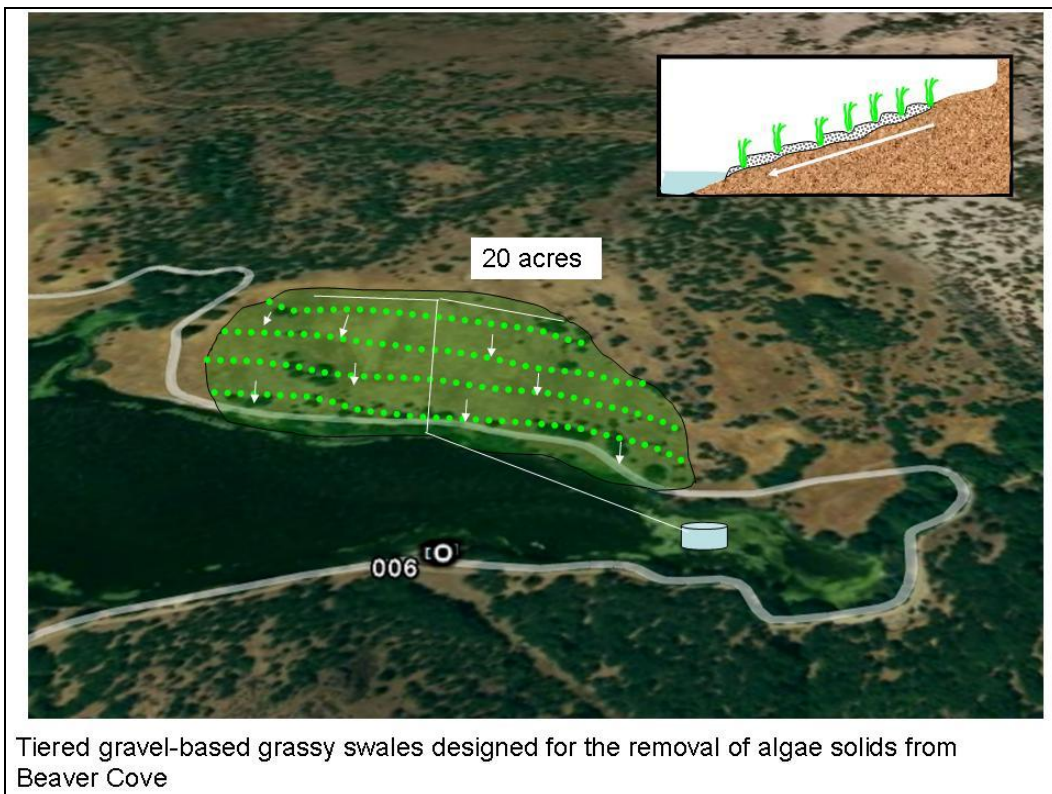 20 acres
006
Tiered gravel-based grassy swales designed for the removal of algae solids from
Beaver Cove